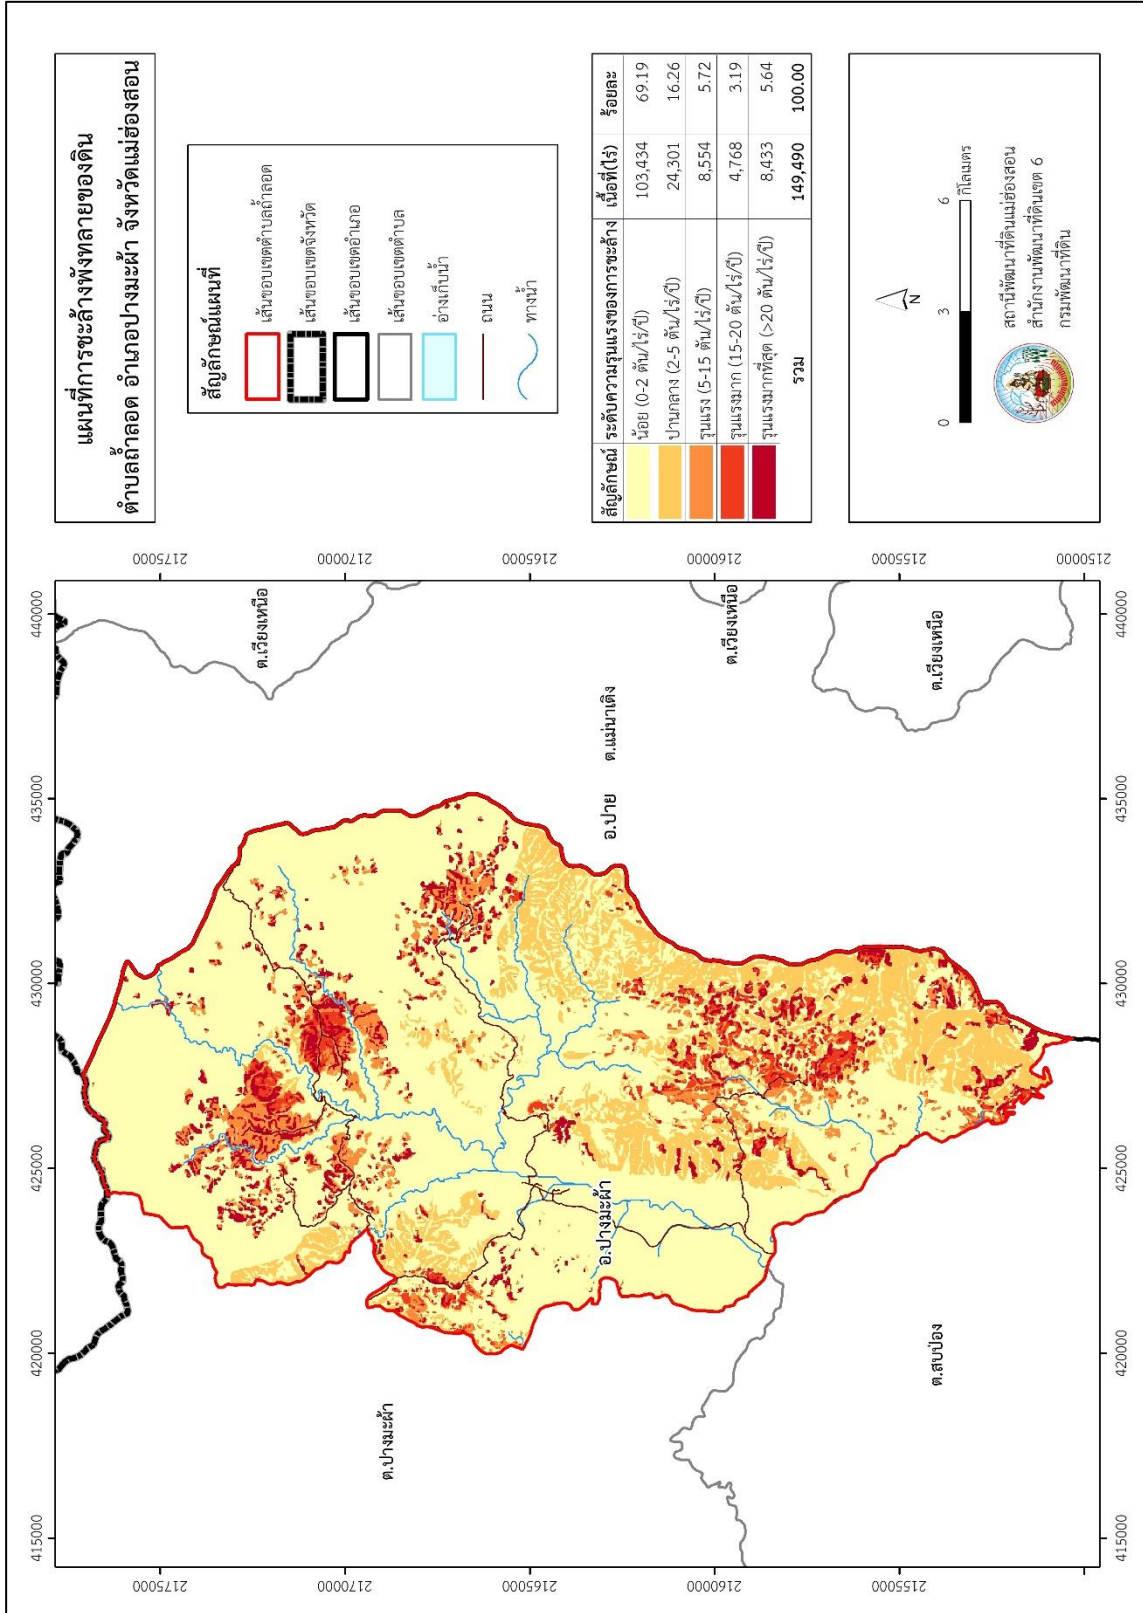 แผนที่การชะล้างพังทลายของดิน
ตำบลถ้ำลอด อำเภอปางมะผ้า จังหวัดแม่ฮ่องสอน
สัญลักษณ์แผนที่
เส้นขอบเขตตำบลถ้ำลอด
เส้นขอบเขตจังหวัด
เส้นขอบเขตอำเภอ
เส้นขอบเขตตำบล
อ่างเก็บน้ำ
ถนน
ทางน้ำ
สัญลักษณ์ ระดับความรุนแรงของการชะล้าง เนื้อที่(ไร่) ร้อยละ
น้อย (0-2 ตัน/ไร่/ปี) 103,434 69.19
ปานกลาง (2-5 ตัน/ไร่/ปี) 24,301 16.26
รุนแรง (5-15 ตัน/ไร่/ปี) 8,554 5.72
รุนแรงมาก (15-20 ตัน/ไร่/ปี) 4,768 3.19
รุนแรงมากที่สุด (>20 ตัน/ไร่/ปี) 8,433 5.64
รวม 149,490 100.00
N
0 3 6
กิโลเมตร
สถานีพัฒนาที่ดินแม่ฮ่องสอน
สำนักงานพัฒนาที่ดินเขต 6
กรมพัฒนาที่ดิน
415000 420000 425000 430000 435000 440000
2175000
2170000
2165000
2160000
2155000
2150000
ต.เวียงเหนือ
ต.เวียงเหนือ
ต.เวียงเหนือ
ต.แม่นาเติง
อ.ปาย
อ.ปางมะผ้า
ต.ปางมะผ้า
ต.สบป่อง
2175000
2170000
2165000
2160000
2155000
2150000
415000 420000 425000 430000 435000 440000